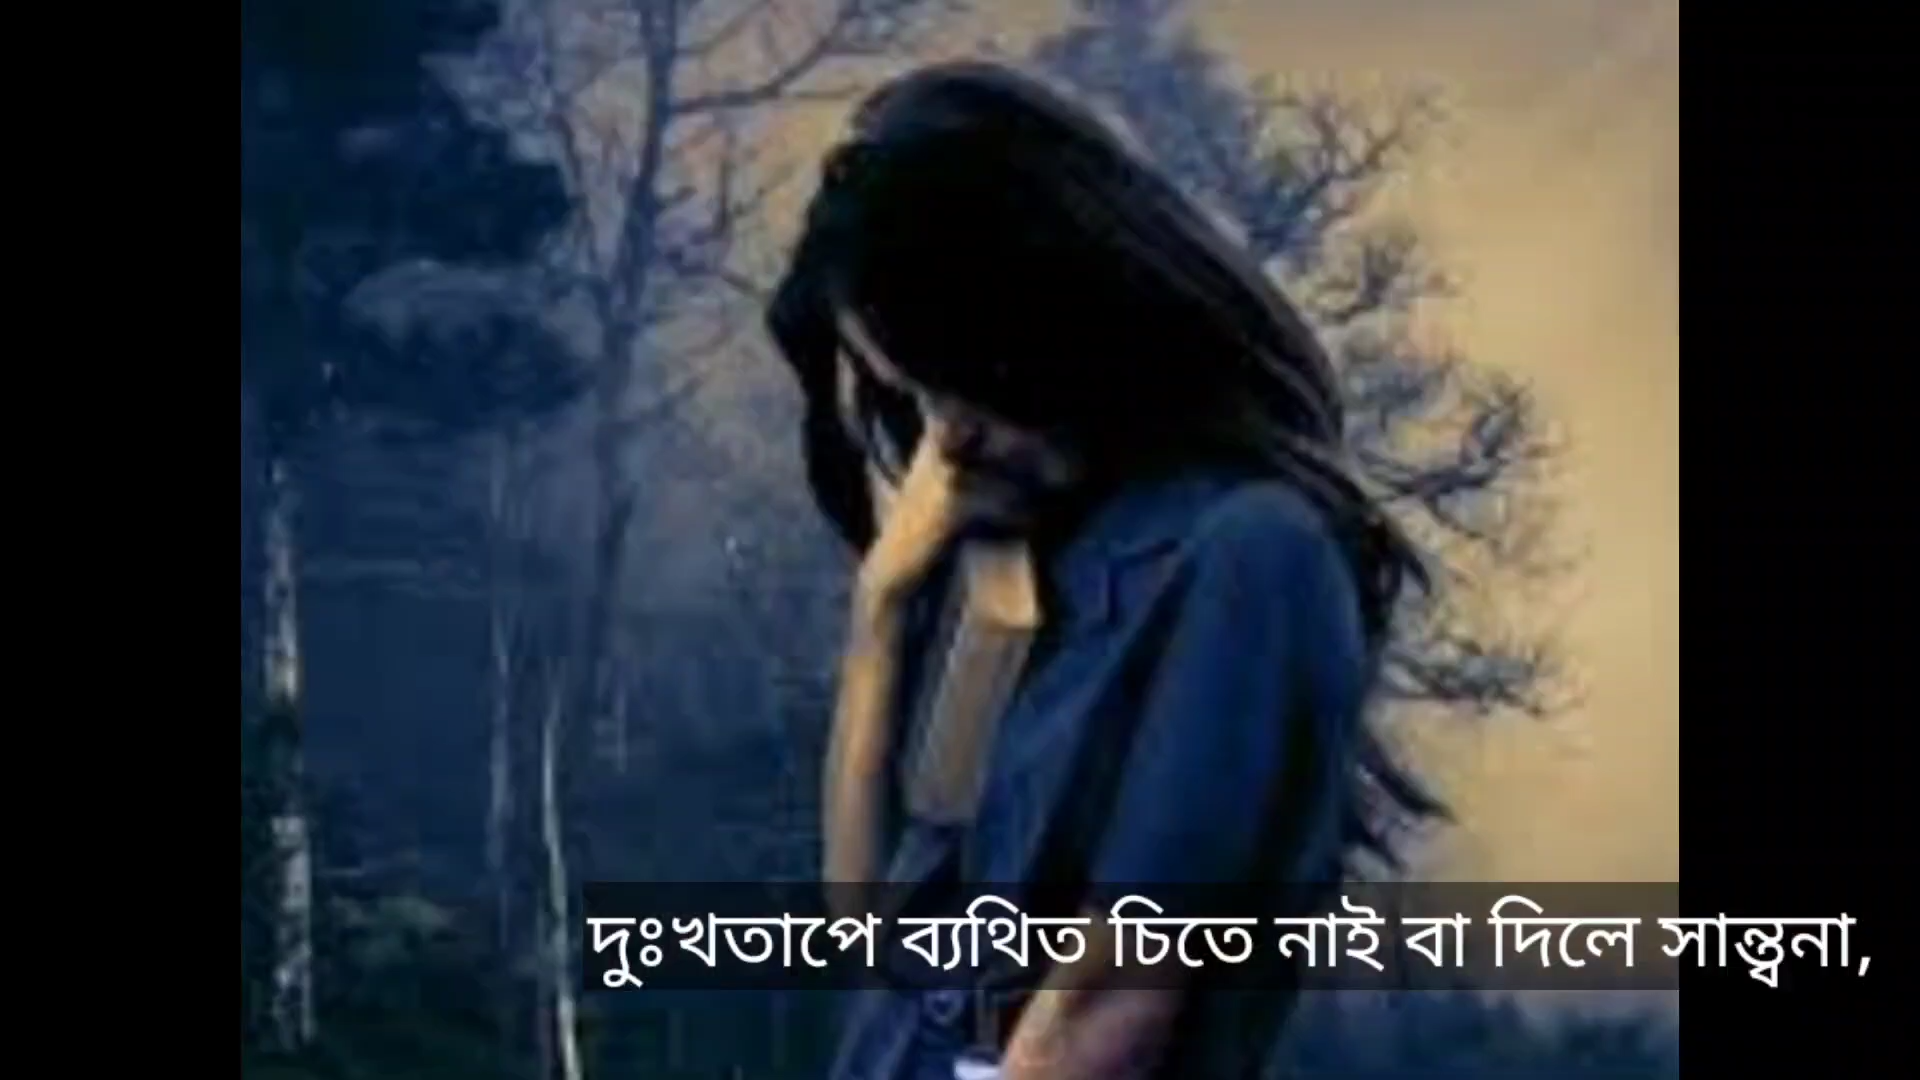 দুঃখতাপে ব্যথিত চিতে নাই বা দিলে সান্ত্বনা,